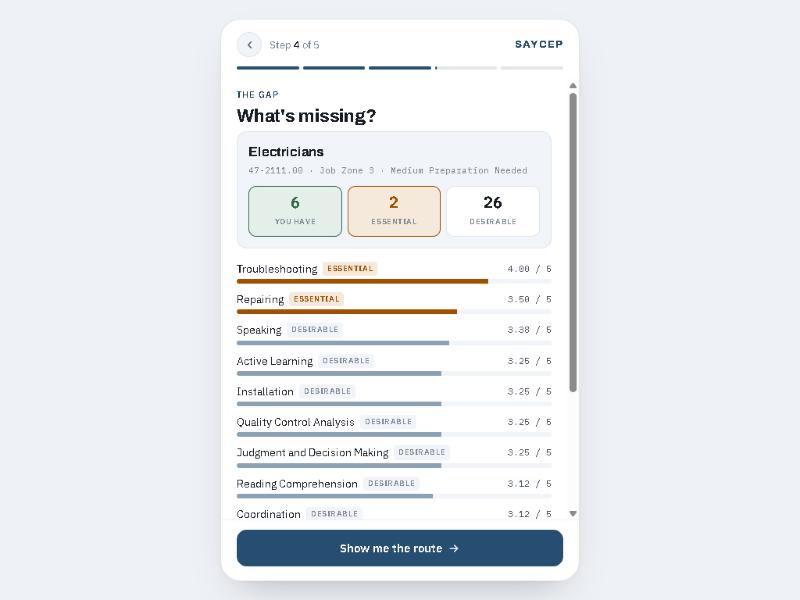 Step 4 of 5
SAYCEP
THE GAP
What's missing?
Electricians
47-2111.00 · Job Zone 3 · Medium Preparation Needed
6
YOU HAVE
2
ESSENTIAL
26
DESIRABLE
Troubleshooting ESSENTIAL 4.00 / 5
Repairing ESSENTIAL 3.50 / 5
Speaking DESIRABLE 3.38 / 5
Active Learning DESIRABLE 3.25 / 5
Installation DESIRABLE 3.25 / 5
Quality Control Analysis DESIRABLE 3.25 / 5
Judgment and Decision Making DESIRABLE 3.25 / 5
Reading Comprehension DESIRABLE 3.12 / 5
Coordination DESIRABLE 3.12 / 5
Show me the route →